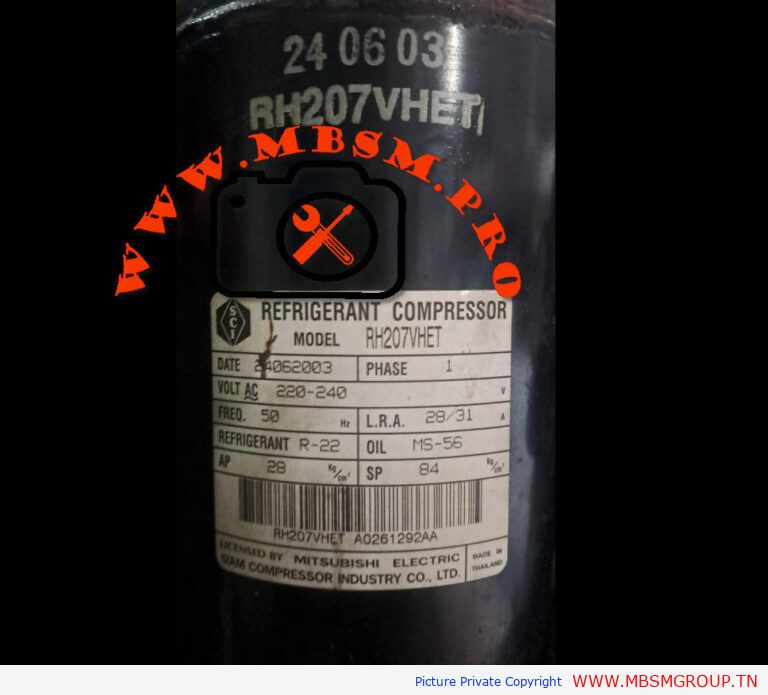 24 06 03
RH207VHET
WWW.MBSM.PRO
SCI
REFRIGERANT COMPRESSOR
MODEL RH207VHET
DATE 24062003 PHASE 1
VOLT AC 220-240 V
FREQ. 50 Hz L.R.A. 28/31 A
REFRIGERANT R-22 OIL MS-56
AP 28 Kg/cm² SP 84 Kg/cm²
RH207VHET A0261292AA
LICENSED BY MITSUBISHI ELECTRIC
SIAM COMPRESSOR INDUSTRY CO., LTD.
MADE IN
THAILAND
Picture Private Copyright WWW.MBSMGROUP.TN